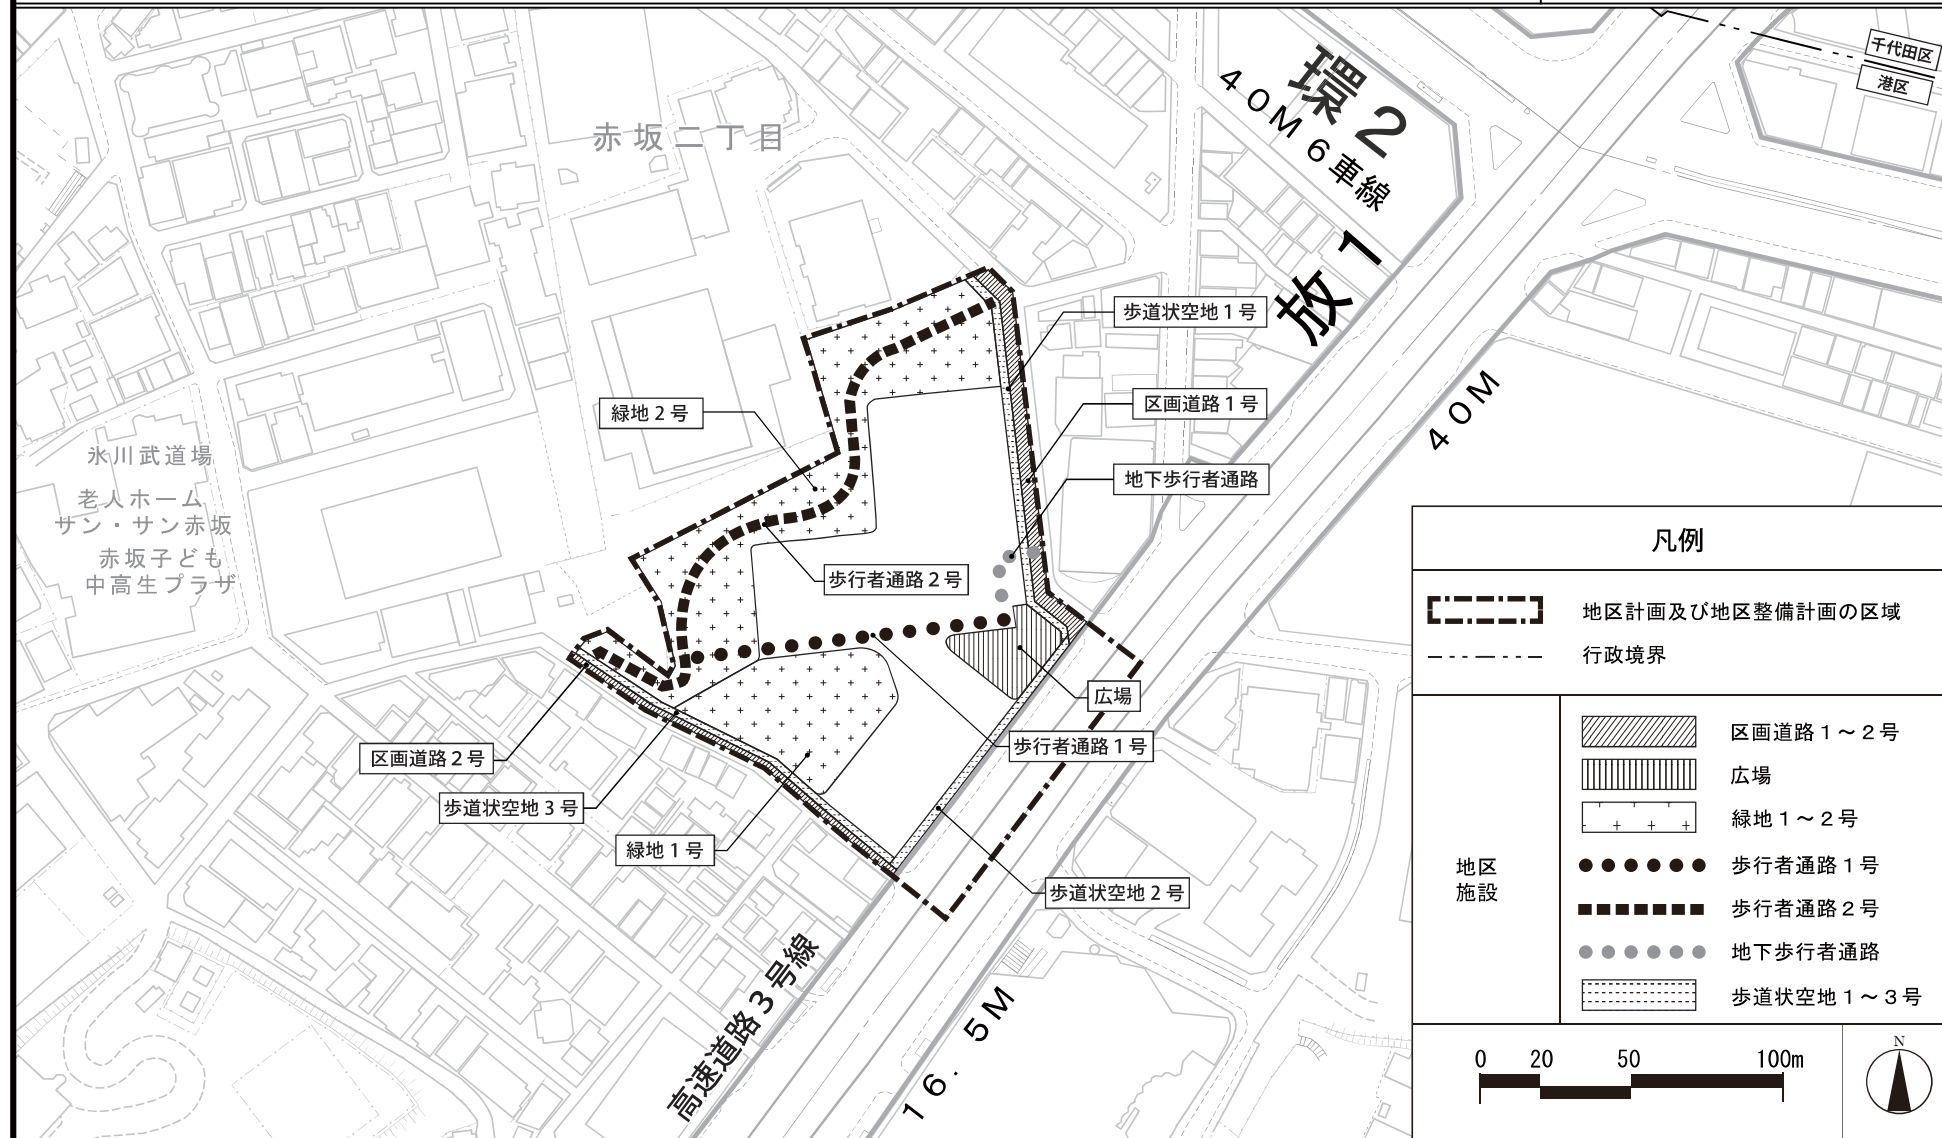 千代田区
港区
環2
40M 6車線
赤坂二丁目
放1
歩道状空地1号
区画道路1号
緑地2号
40M
氷川武道場
地下歩行者通路
老人ホーム
サン・サン赤坂
赤坂子ども
中高生プラザ
歩行者通路2号
広場
歩行者通路1号
区画道路2号
歩道状空地3号
緑地1号
歩道状空地2号
高速道路3号線
16.5M
凡例
地区計画及び地区整備計画の区域
行政境界
地区
施設
区画道路1~2号
広場
緑地1~2号
歩行者通路1号
歩行者通路2号
地下歩行者通路
歩道状空地1~3号
0 20 50 100m
N